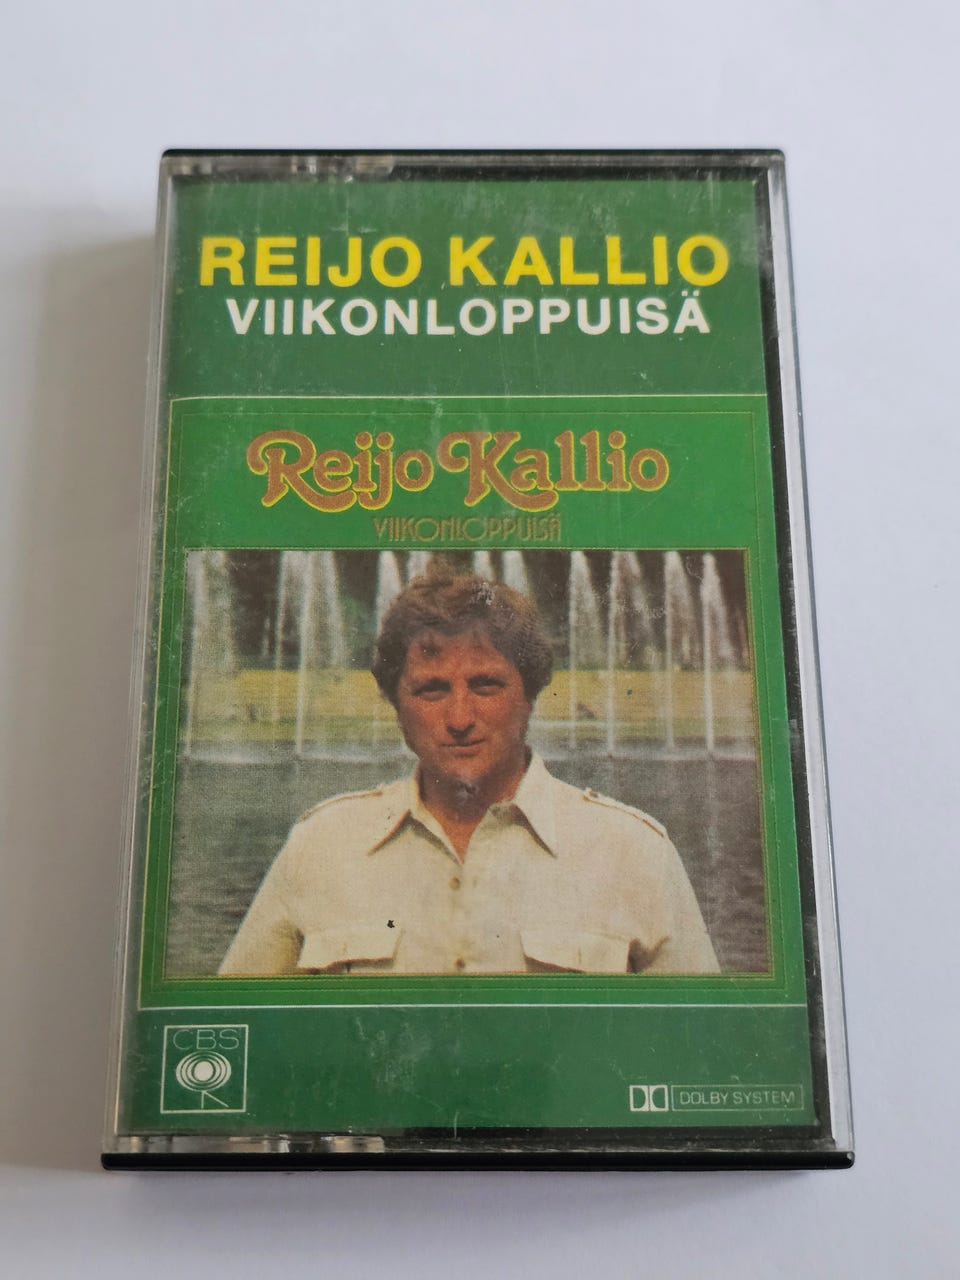 REIJO KALLIO
VIIKONLOPPUISÄ
Reijo Kallio
VIIKONLOPPUISÄ
CBS
DOLBY SYSTEM